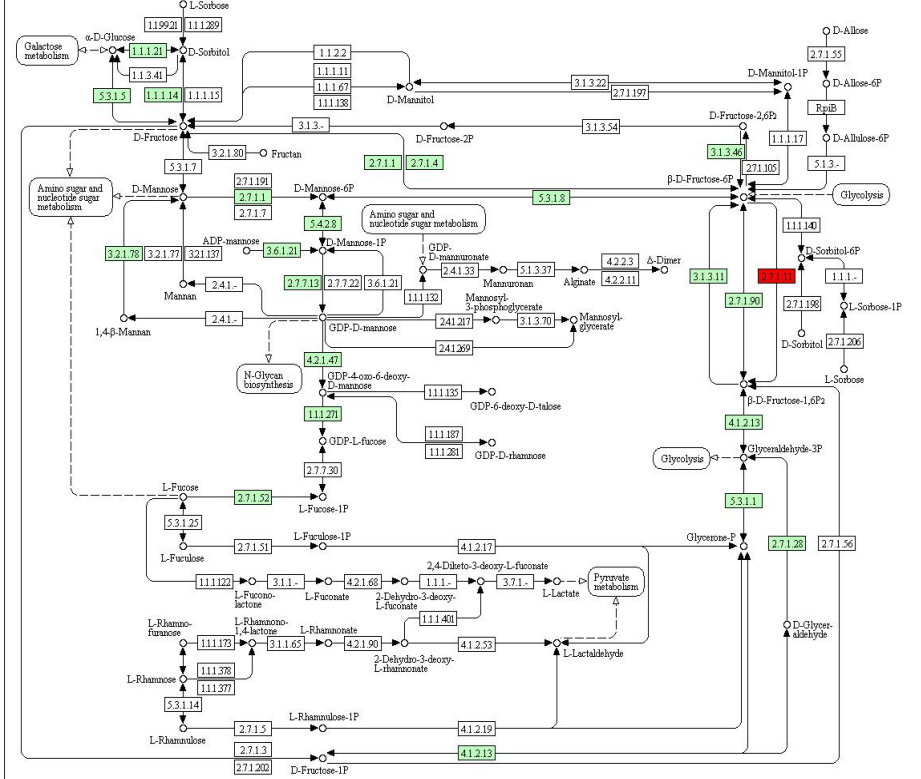 L-Sorbose
1.1.99.21
1.1.1.289
Galactose
metabolism
α-D-Glucose
1.1.1.21
D-Sorbitol
1.1.3.41
5.3.1.5
1.1.1.14
1.1.1.15
1.1.2.2
1.1.1.11
1.1.1.67
1.1.1.138
D-Mannitol
3.1.3.22
2.7.1.197
D-Mannitol-1P
D-Allose
2.7.1.55
D-Allose-6P
RpiB
D-Allulose-6P
5.1.3.-
1.1.1.17
D-Fructose
3.1.3.-
D-Fructose-2P
3.1.3.54
D-Fructose-2,6P2
3.1.3.46
2.7.1.105
3.2.1.80
Fructan
2.7.1.1
2.7.1.4
β-D-Fructose-6P
Glycolysis
5.3.1.7
Amino sugar and
nucleotide sugar
metabolism
D-Mannose
2.7.1.191
2.7.1.1
2.7.1.7
D-Mannose-6P
5.3.1.8
5.4.2.8
Amino sugar and
nucleotide sugar metabolism
1.1.1.140
D-Sorbitol-6P
3.2.1.78
3.2.1.77
3.2.1.137
ADP-mannose
3.6.1.21
D-Mannose-1P
GDP-
D-mannuronate
2.4.1.33
Mannuronan
5.1.3.37
Alginate
4.2.2.3
4.2.2.11
Δ-Dimer
3.1.3.11
2.7.1.11
1.1.1.-
2.7.7.13
2.7.7.22
3.6.1.21
1.1.1.132
Mannan
2.4.1.-
2.7.1.90
2.7.1.198
L-Sorbose-1P
1,4-β-Mannan
2.4.1.-
GDP-D-mannose
Mannosyl-
3-phosphoglycerate
2.4.1.217
3.1.3.70
Mannosyl-
glycerate
2.4.1.269
D-Sorbitol
2.7.1.206
L-Sorbose
4.2.1.47
N-Glycan
biosynthesis
GDP-4-oxo-6-deoxy-
D-mannose
1.1.1.135
GDP-6-deoxy-D-talose
1.1.1.271
β-D-Fructose-1,6P2
4.1.2.13
GDP-L-fucose
1.1.1.187
1.1.1.281
GDP-D-rhamnose
Glycolysis
Glyceraldehyde-3P
2.7.7.30
L-Fucose
2.7.1.52
L-Fucose-1P
5.3.1.1
5.3.1.25
L-Fuculose
2.7.1.51
L-Fuculose-1P
4.1.2.17
Glycerone-P
2.7.1.28
2.7.1.56
1.1.1.122
L-Fucono-
lactone
3.1.1.-
L-Fuconate
4.2.1.68
2-Dehydro-3-deoxy-
L-fuconate
1.1.1.-
2,4-Diketo-3-deoxy-L-fuconate
3.7.1.-
L-Lactate
Pyruvate
metabolism
1.1.1.401
L-Rhamno-
furanose
1.1.1.173
L-Rhamnono-
1,4-lactone
3.1.1.65
L-Rhamnonate
4.2.1.90
2-Dehydro-3-deoxy-
L-rhamnonate
4.1.2.53
L-Lactaldehyde
D-Glycer-
aldehyde
L-Rhamnose
1.1.1.378
1.1.1.377
5.3.1.14
L-Rhamnulose
2.7.1.5
L-Rhamnulose-1P
4.1.2.19
2.7.1.3
2.7.1.202
D-Fructose-1P
4.1.2.13